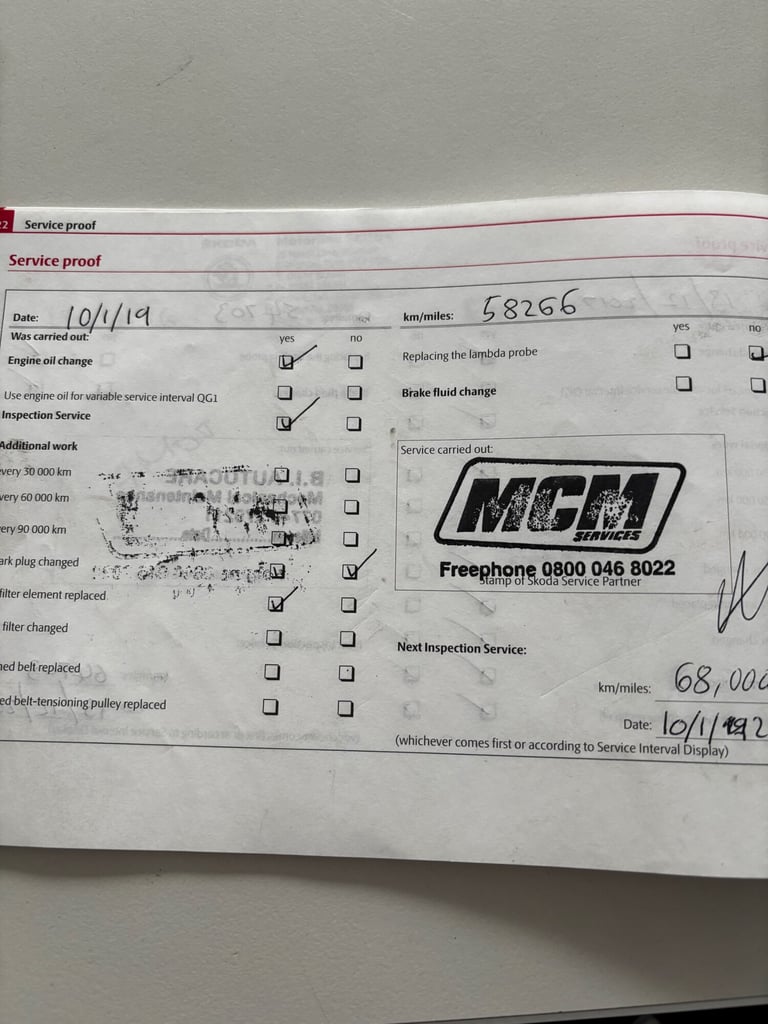 22 Service proof
Service proof
Date: 10/1/19
km/miles: 58266
Was carried out:
yes no
yes no
Engine oil change
Replacing the lambda probe
Use engine oil for variable service interval QG1
Brake fluid change
Inspection Service
Additional work
very 30 000 km
very 60 000 km
ery 90 000 km
ark plug changed
filter element replaced
filter changed
ed belt replaced
ed belt-tensioning pulley replaced
Service carried out:
MCM
SERVICES
Freephone 0800 046 8022
Stamp of Skoda Service Partner
Next Inspection Service:
km/miles: 68,000
Date: 10/1/
(whichever comes first or according to Service Interval Display)